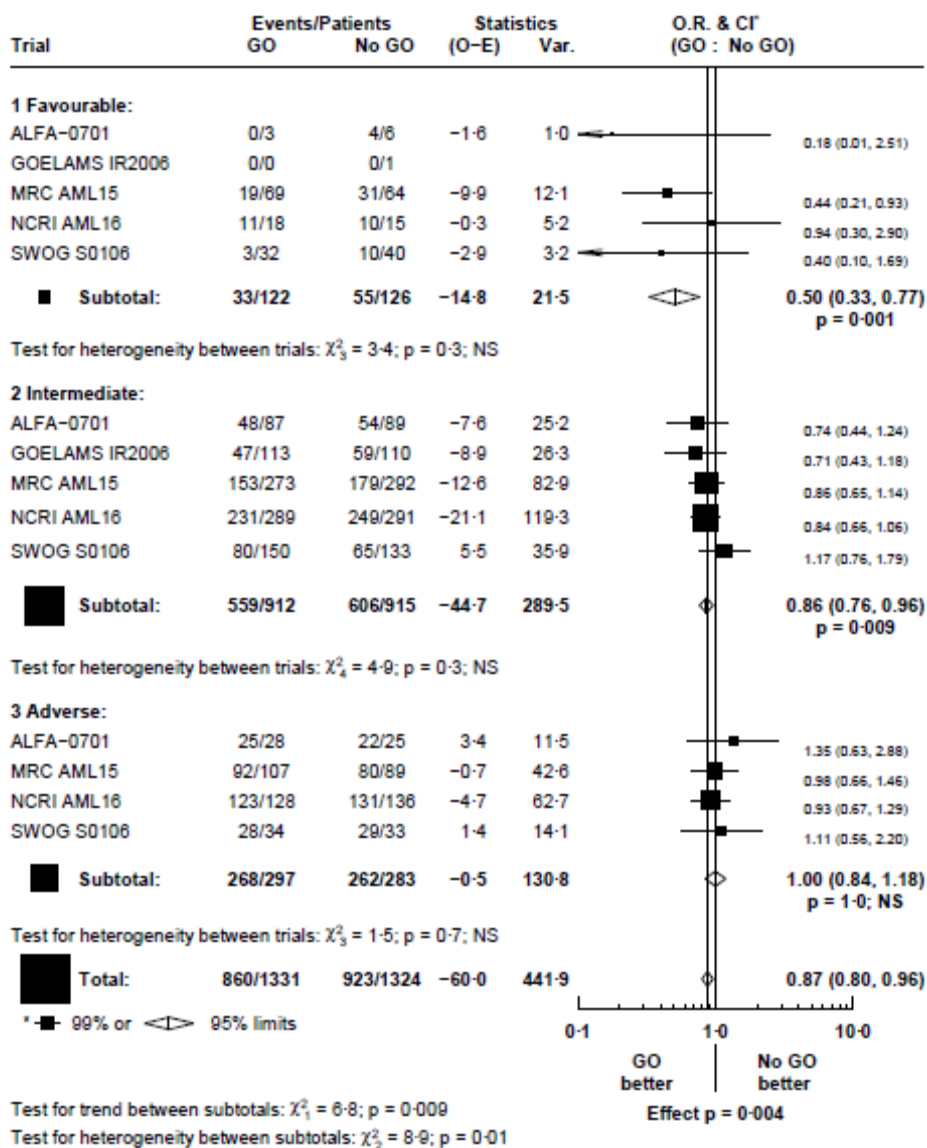 Events/Patients Statistics O.R. & CI*
Trial GO No GO (O−E) Var. (GO : No GO)
1 Favourable:
ALFA−0701 0/3 4/6 −1·6 1·0 0.18 (0.01, 2.51)
GOELAMS IR2006 0/0 0/1
MRC AML15 19/69 31/64 −9·9 12·1 0.44 (0.21, 0.93)
NCRI AML16 11/18 10/15 −0·3 5·2 0.94 (0.30, 2.90)
SWOG S0106 3/32 10/40 −2·9 3·2 0.40 (0.10, 1.69)
Subtotal: 33/122 55/126 −14·8 21·5 0.50 (0.33, 0.77)
p = 0·001
Test for heterogeneity between trials: χ²₃ = 3·4; p = 0·3; NS
2 Intermediate:
ALFA−0701 48/87 54/89 −7·6 25·2 0.74 (0.44, 1.24)
GOELAMS IR2006 47/113 59/110 −8·9 26·3 0.71 (0.43, 1.18)
MRC AML15 153/273 179/292 −12·6 82·9 0.86 (0.65, 1.14)
NCRI AML16 231/289 249/291 −21·1 119·3 0.84 (0.66, 1.06)
SWOG S0106 80/150 65/133 5·5 35·9 1.17 (0.76, 1.79)
Subtotal: 559/912 606/915 −44·7 289·5 0.86 (0.76, 0.96)
p = 0·009
Test for heterogeneity between trials: χ²₄ = 4·9; p = 0·3; NS
3 Adverse:
ALFA−0701 25/28 22/25 3·4 11·5 1.35 (0.63, 2.88)
MRC AML15 92/107 80/89 −0·7 42·6 0.98 (0.66, 1.46)
NCRI AML16 123/128 131/136 −4·7 62·7 0.93 (0.67, 1.29)
SWOG S0106 28/34 29/33 1·4 14·1 1.11 (0.56, 2.20)
Subtotal: 268/297 262/283 −0·5 130·8 1.00 (0.84, 1.18)
p = 1·0; NS
Test for heterogeneity between trials: χ²₃ = 1·5; p = 0·7; NS
Total: 860/1331 923/1324 −60·0 441·9 0.87 (0.80, 0.96)
* 99% or 95% limits
0·1 1·0 10·0
GO No GO
better better
Test for trend between subtotals: χ²₁ = 6·8; p = 0·009 Effect p = 0·004
Test for heterogeneity between subtotals: χ²₂ = 8·9; p = 0·01